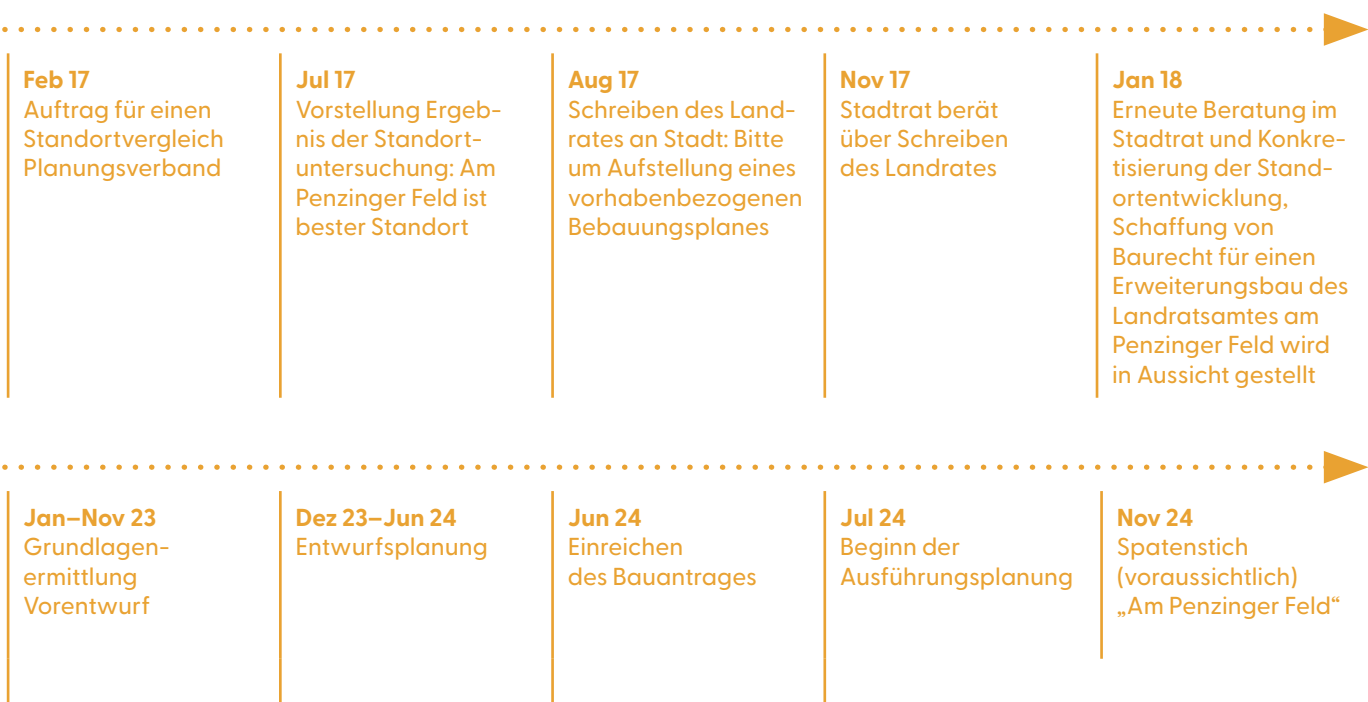 Feb 17
Auftrag für einen
Standortvergleich
Planungsverband
Jul 17
Vorstellung Ergeb-
nis der Standort-
untersuchung: Am
Penzinger Feld ist
bester Standort
Aug 17
Schreiben des Land-
rates an Stadt: Bitte
um Aufstellung eines
vorhabenbezogenen
Bebauungsplanes
Nov 17
Stadtrat berät
über Schreiben
des Landrates
Jan 18
Erneute Beratung im
Stadtrat und Konkre-
tisierung der Stand-
ortentwicklung,
Schaffung von
Baurecht für einen
Erweiterungsbau des
Landratsamtes am
Penzinger Feld wird
in Aussicht gestellt
Jan–Nov 23
Grundlagen-
ermittlung
Vorentwurf
Dez 23–Jun 24
Entwurfsplanung
Jun 24
Einreichen
des Bauantrages
Jul 24
Beginn der
Ausführungsplanung
Nov 24
Spatenstich
(voraussichtlich)
„Am Penzinger Feld“